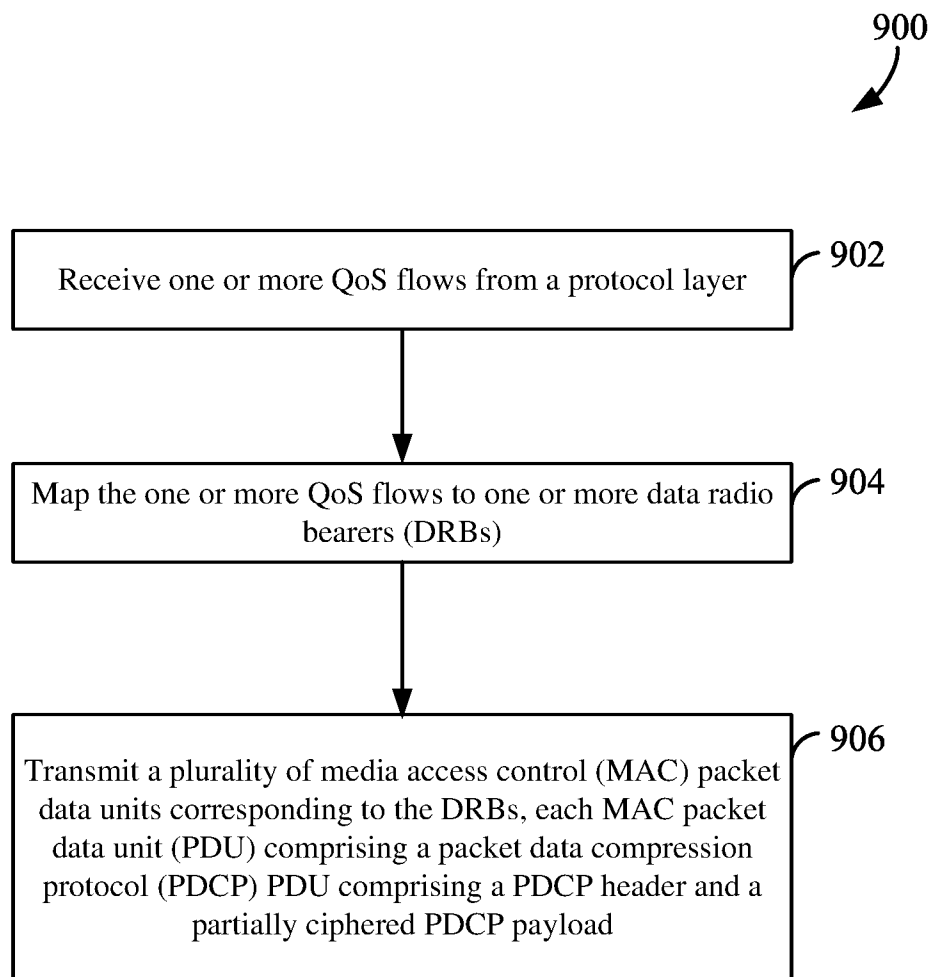 900
902
Receive one or more QoS flows from a protocol layer
904
Map the one or more QoS flows to one or more data radio
bearers (DRBs)
906
Transmit a plurality of media access control (MAC) packet
data units corresponding to the DRBs, each MAC packet
data unit (PDU) comprising a packet data compression
protocol (PDCP) PDU comprising a PDCP header and a
partially ciphered PDCP payload